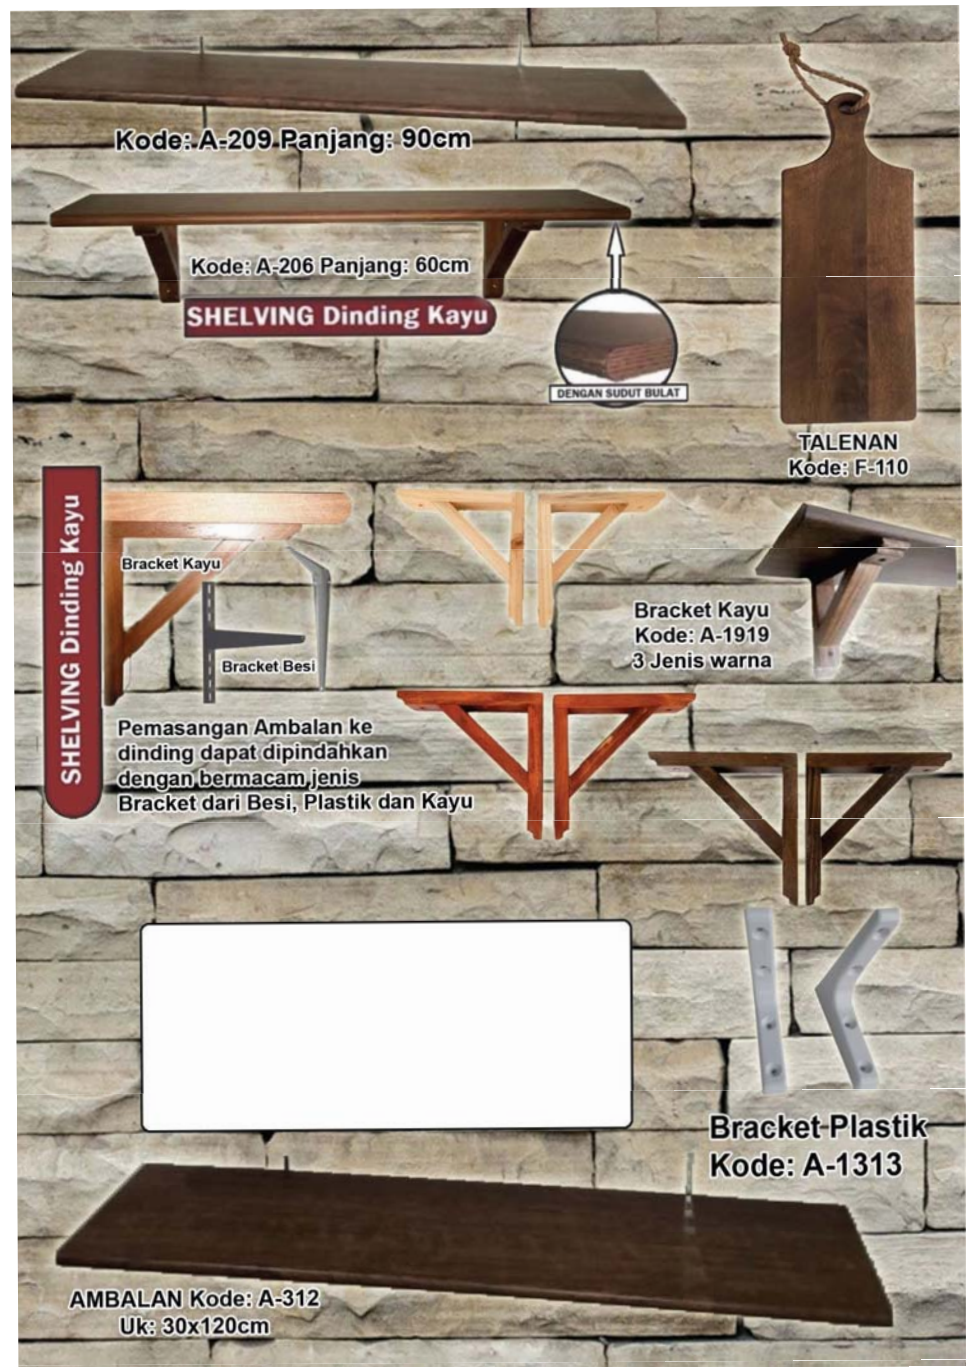 Kode: A-209 Panjang: 90cm
Kode: A-206 Panjang: 60cm
SHELVING Dinding Kayu
DENGAN SUDUT BULAT
TALENAN
Kode: F-110
SHELVING Dinding Kayu
Bracket Kayu
Bracket Besi
Bracket Kayu
Kode: A-1919
3 Jenis warna
Pemasangan Ambalan ke
dinding dapat dipindahkan
dengan bermacam jenis
Bracket dari Besi, Plastik dan Kayu
Bracket Plastik
Kode: A-1313
AMBALAN Kode: A-312
Uk: 30x120cm